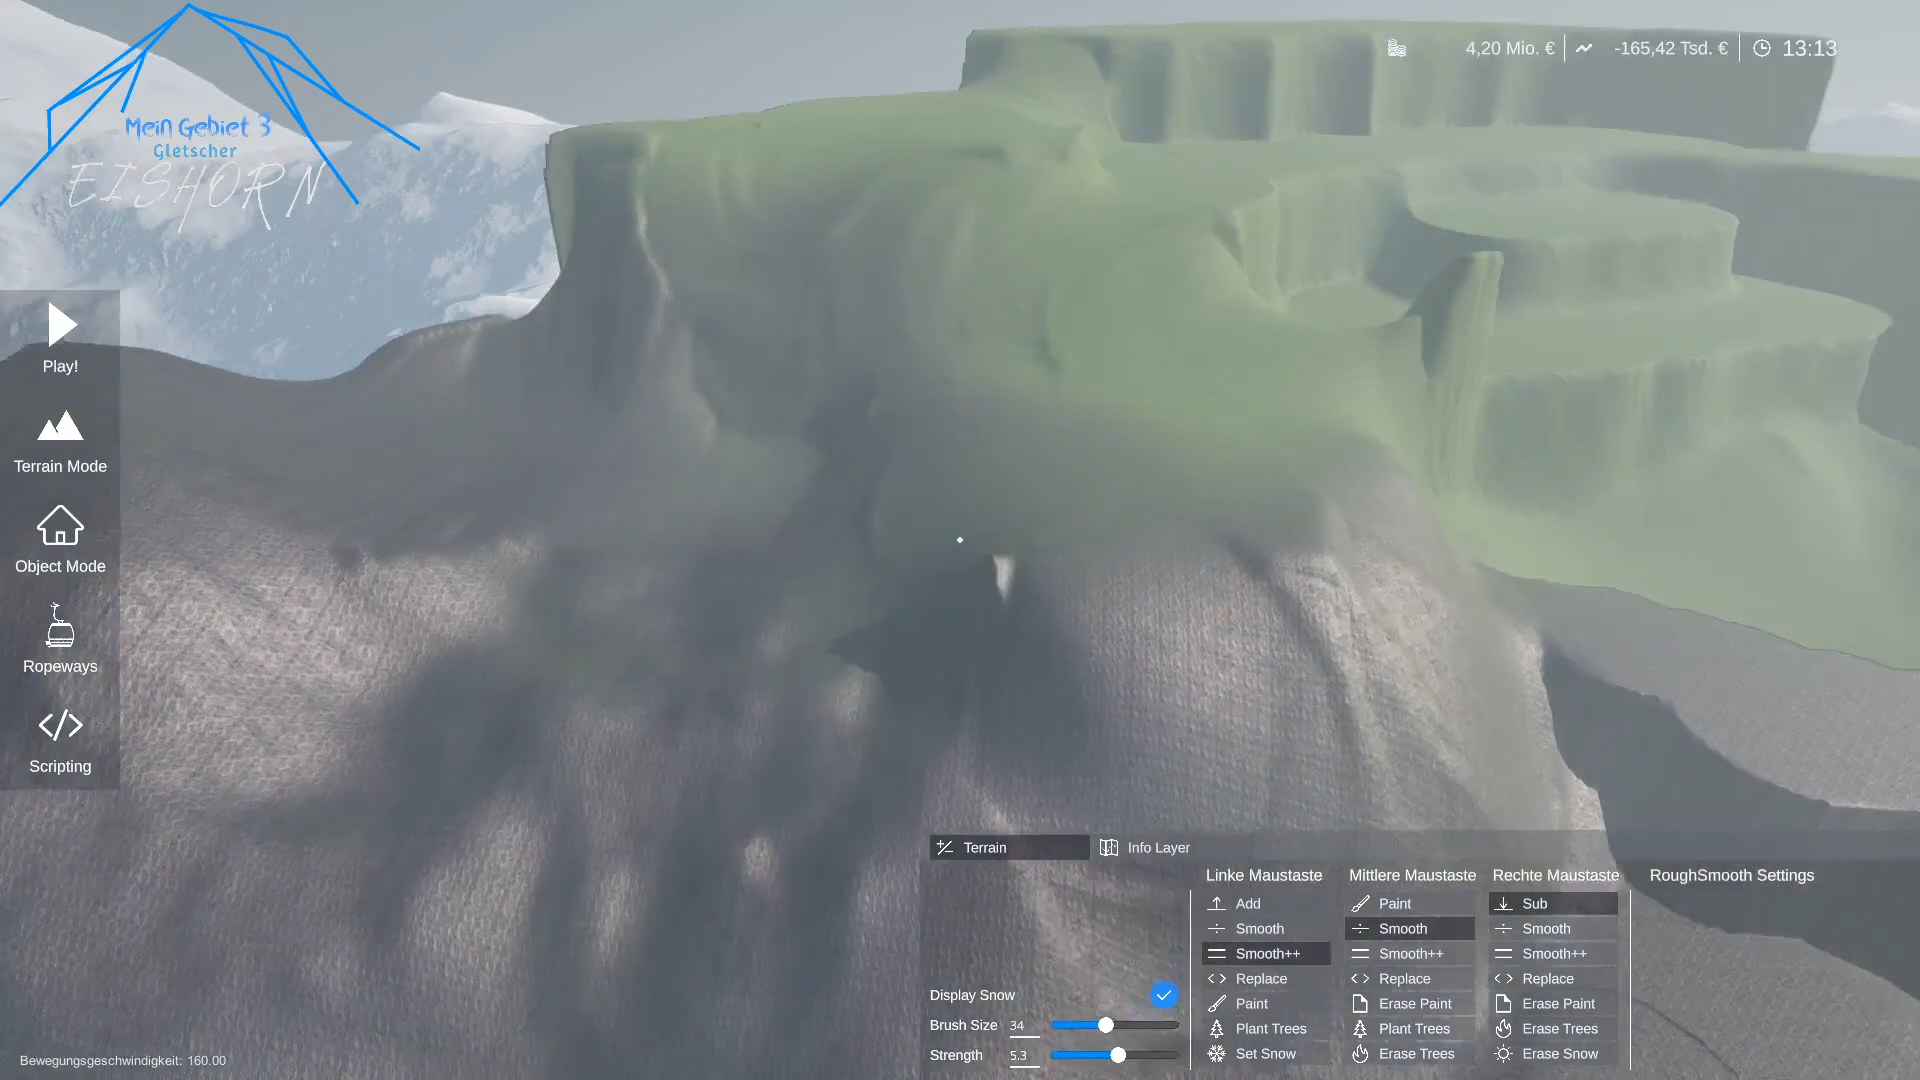 4,20 Mio. € -165,42 Tsd. € 13:13
Mein Gebiet 3
Gletscher
EISHORN
Play!
Terrain Mode
Object Mode
Ropeways
Scripting
Terrain Info Layer
Linke Maustaste Mittlere Maustaste Rechte Maustaste RoughSmooth Settings
Add Paint Sub
Smooth Smooth Smooth
Smooth++ Smooth++ Smooth++
Replace Replace Replace
Paint Erase Paint Erase Paint
Plant Trees Plant Trees Erase Trees
Set Snow Erase Trees Erase Snow
Display Snow
Brush Size 34
Strength 5.3
Bewegungsgeschwindigkeit: 160.00